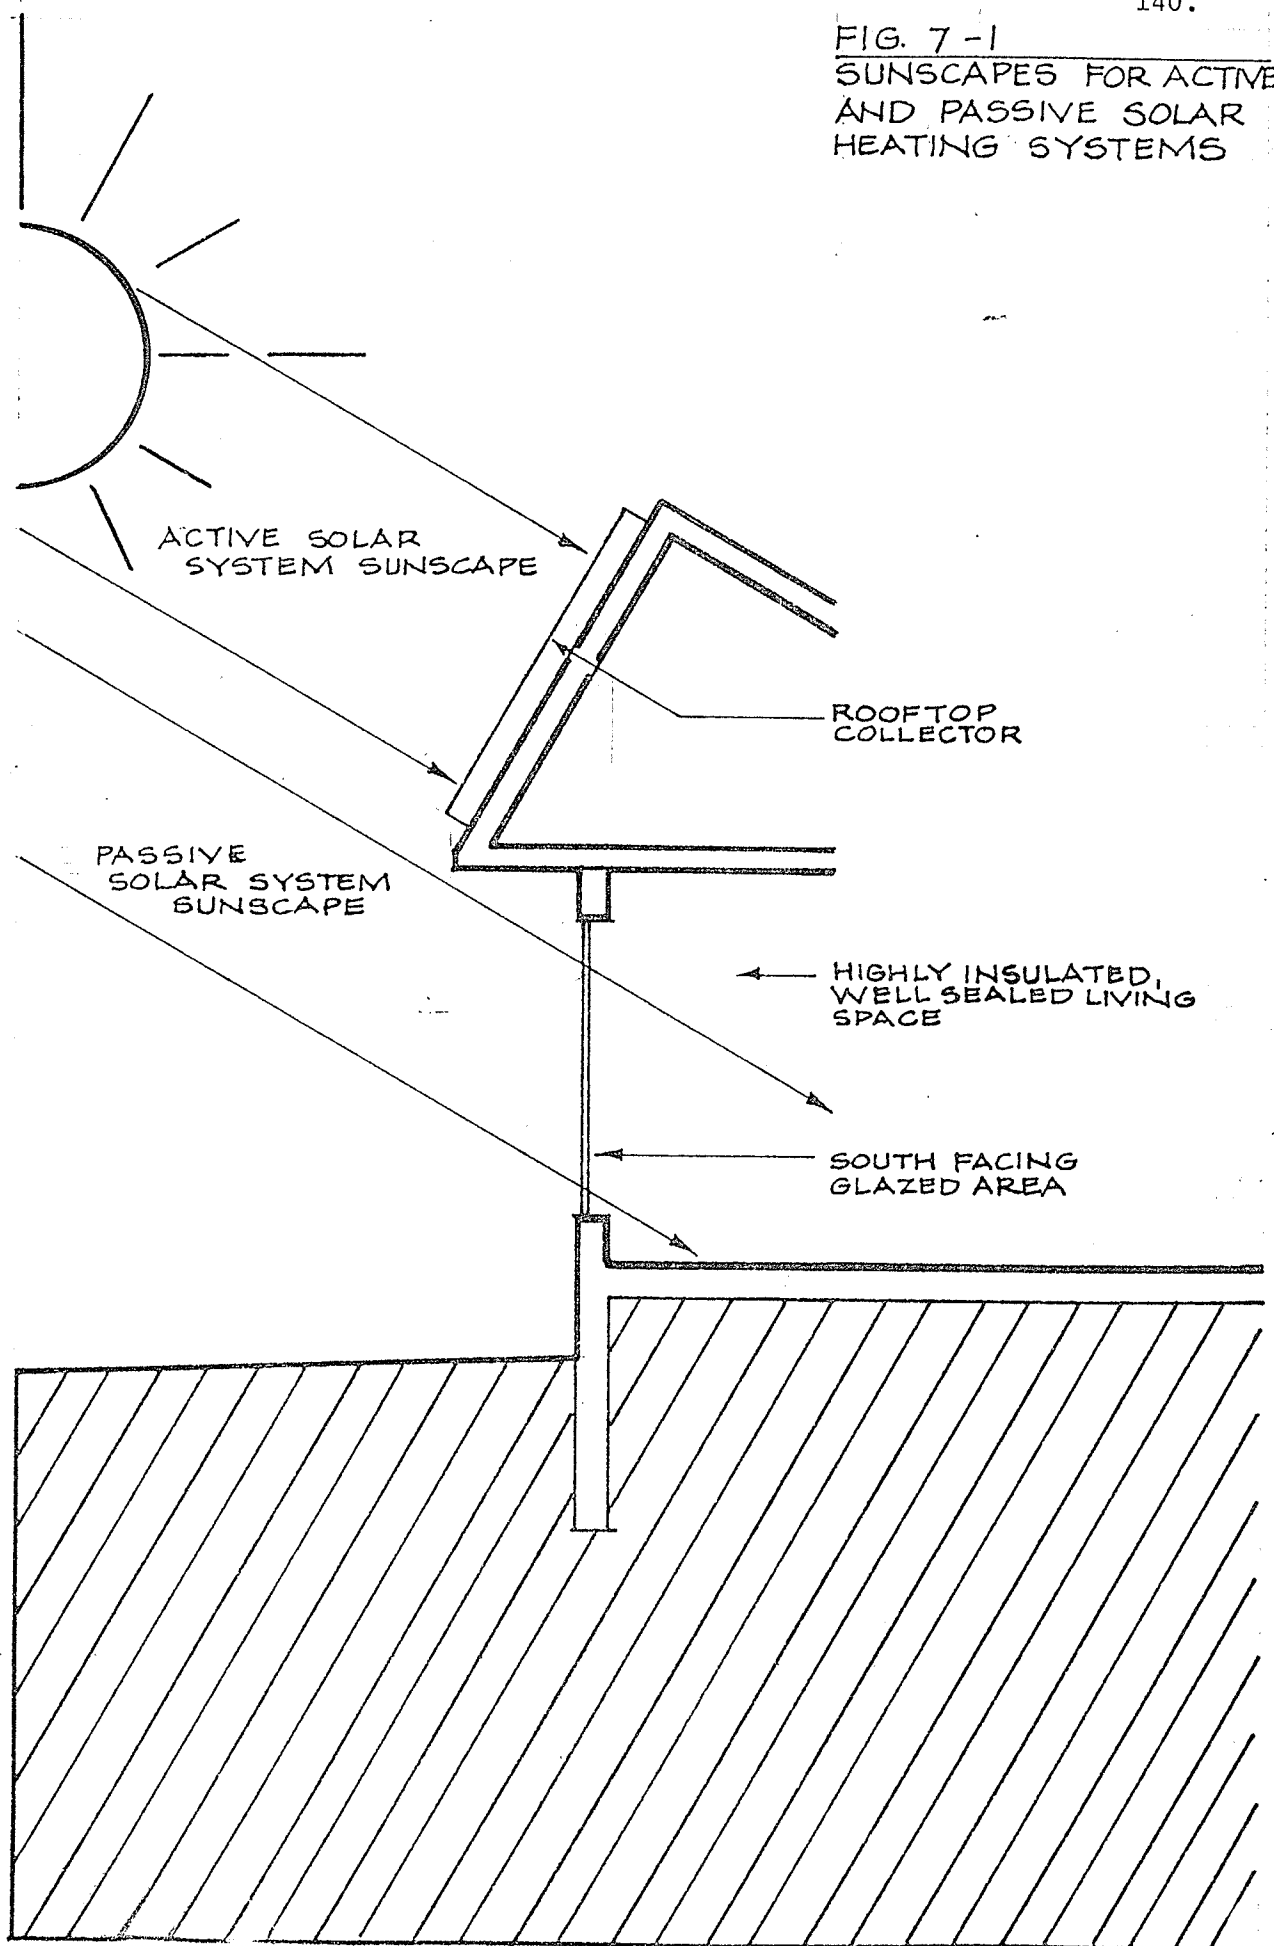 140.
FIG. 7-1
SUNSCAPES FOR ACTIVE
AND PASSIVE SOLAR
HEATING SYSTEMS
ACTIVE SOLAR
SYSTEM SUNSCAPE
ROOFTOP
COLLECTOR
PASSIVE
SOLAR SYSTEM
SUNSCAPE
HIGHLY INSULATED,
WELL SEALED LIVING
SPACE
SOUTH FACING
GLAZED AREA